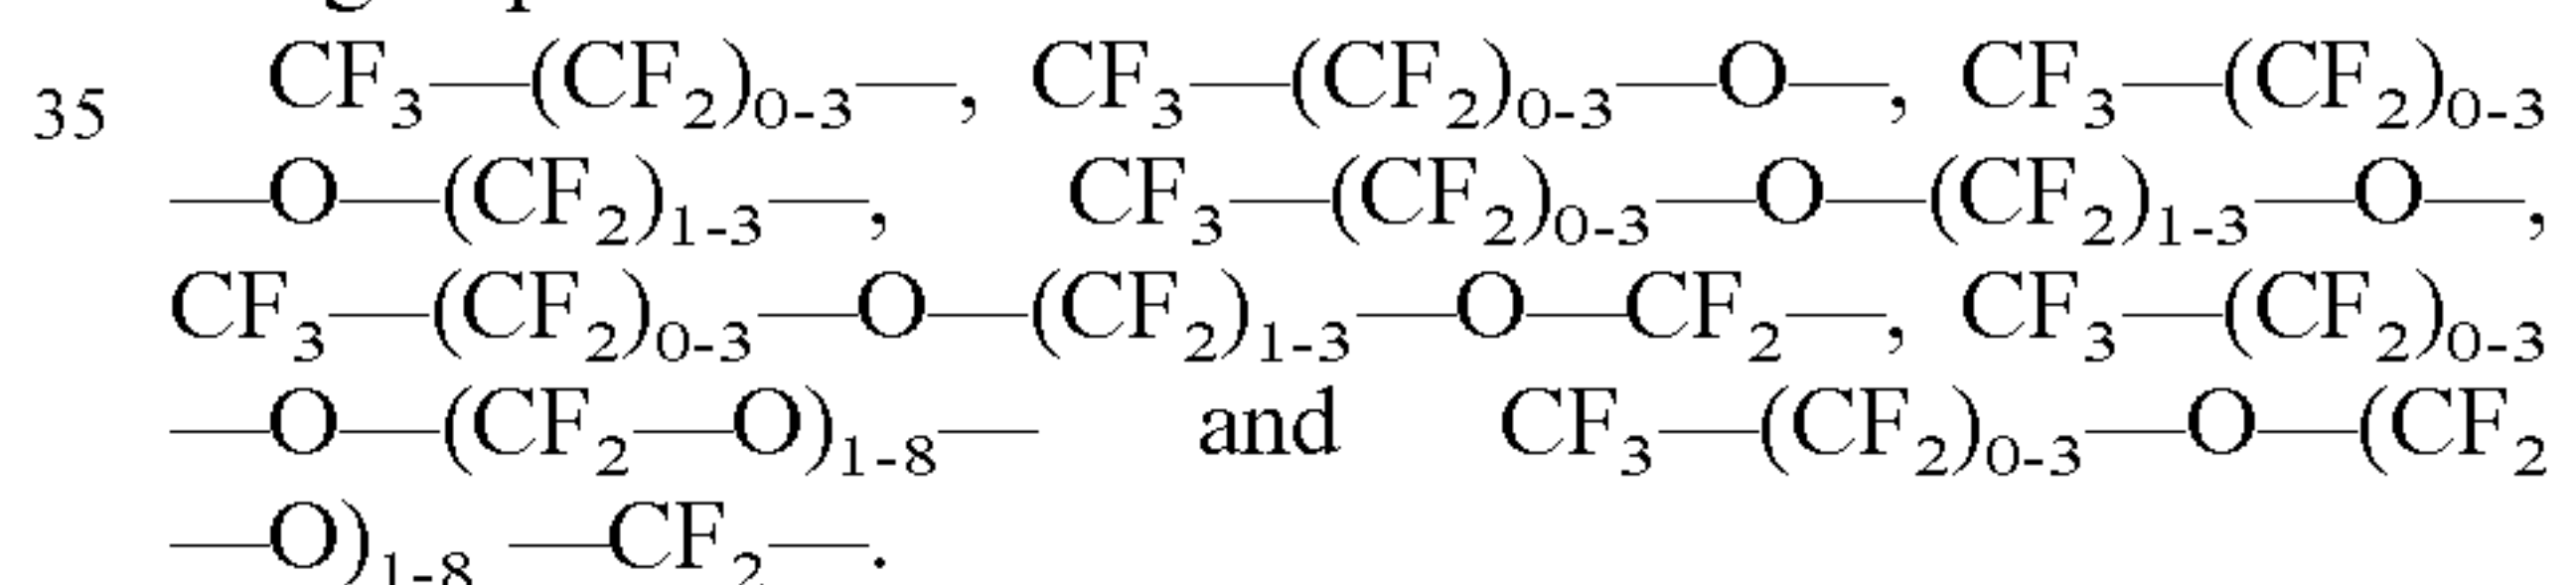 35 CF₃—(CF₂)₀₋₃—, CF₃—(CF₂)₀₋₃—O—, CF₃—(CF₂)₀₋₃
—O—(CF₂)₁₋₃—, CF₃—(CF₂)₀₋₃—O—(CF₂)₁₋₃—O—,
CF₃—(CF₂)₀₋₃—O—(CF₂)₁₋₃—O—CF₂—, CF₃—(CF₂)₀₋₃
—O—(CF₂—O)₁₋₈— and CF₃—(CF₂)₀₋₃—O—(CF₂
—O)₁₋₈ —CF₂—.